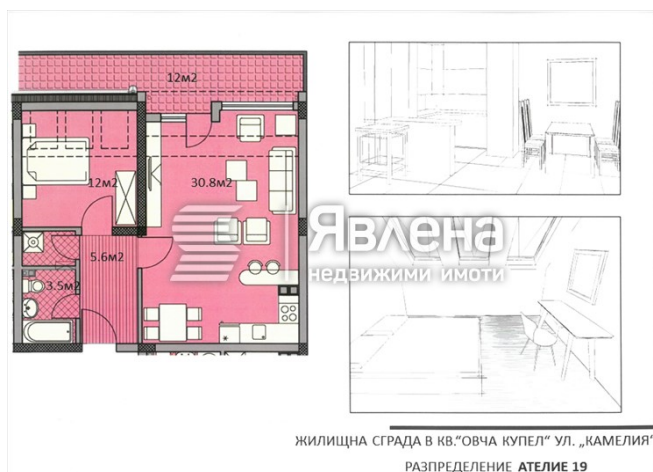 12м2
12м2
30.8м2
5.6м2
3.5м2
Явлена
недвижими имоти
ЖИЛИЩНА СГРАДА В КВ."ОВЧА КУПЕЛ" УЛ. „КАМЕЛИЯ"
РАЗПРЕДЕЛЕНИЕ АТЕЛИЕ 19